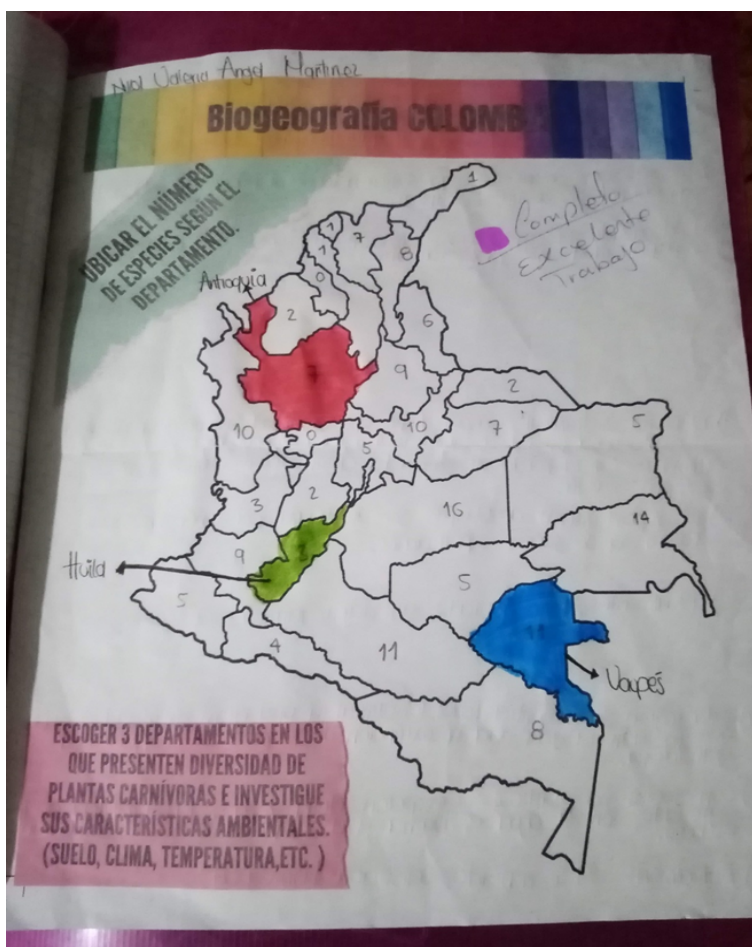 Valeria Angel Martinez
Biogeografía COLOMB
UBICAR EL NÚMERO
DE ESPECIES SEGÚN EL
DEPARTAMENTO.
Completo
Excelente
Trabajo
1
1
7
1
8
0
Antioquia
2
6
9
2
10
0
5
10
7
5
3
2
16
14
9
Huila
5
5
4
11
11
Vaupés
8
ESCOGER 3 DEPARTAMENTOS EN LOS
QUE PRESENTEN DIVERSIDAD DE
PLANTAS CARNÍVORAS E INVESTIGUE
SUS CARACTERÍSTICAS AMBIENTALES.
(SUELO, CLIMA, TEMPERATURA,ETC. )